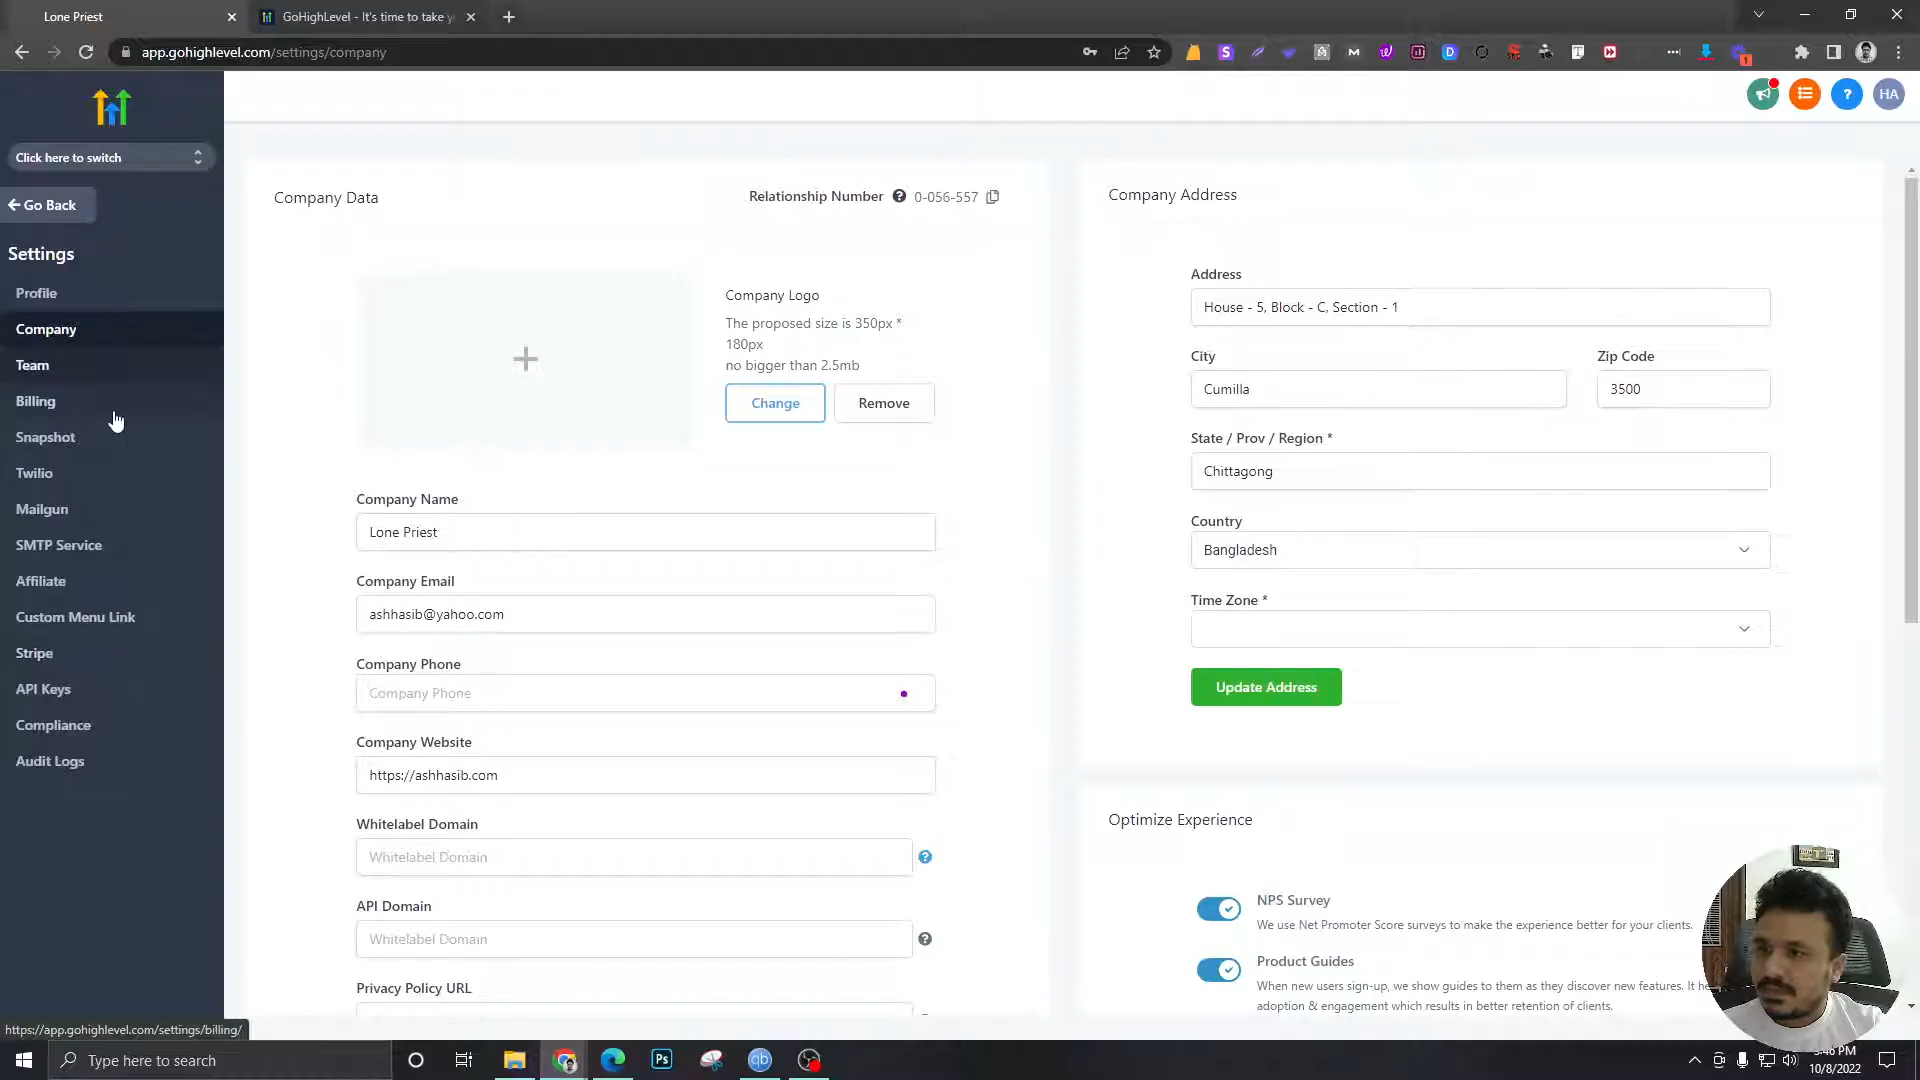 Lone Priest
GoHighLevel - It's time to take y
app.gohighlevel.com/settings/company
1
HA
Click here to switch
Go Back
Settings
Profile
Company
Team
Billing
Snapshot
Twilio
Mailgun
SMTP Service
Affiliate
Custom Menu Link
Stripe
API Keys
Compliance
Audit Logs
Company Data
Relationship Number ? 0-056-557
Company Logo
The proposed size is 350px *
180px
no bigger than 2.5mb
Change
Remove
Company Name
Lone Priest
Company Email
ashhasib@yahoo.com
Company Phone
Company Phone
Company Website
https://ashhasib.com
Whitelabel Domain
Whitelabel Domain
API Domain
Whitelabel Domain
Privacy Policy URL
Company Address
Address
House - 5, Block - C, Section - 1
City
Zip Code
Cumilla
3500
State / Prov / Region *
Chittagong
Country
Bangladesh
Time Zone *
Update Address
Optimize Experience
NPS Survey
We use Net Promoter Score surveys to make the experience better for your clients.
Product Guides
When new users sign-up, we show guides to them as they discover new features. It he
adoption & engagement which results in better retention of clients.
https://app.gohighlevel.com/settings/billing/
Type here to search
Ps
qb
3:46 PM
10/8/2022